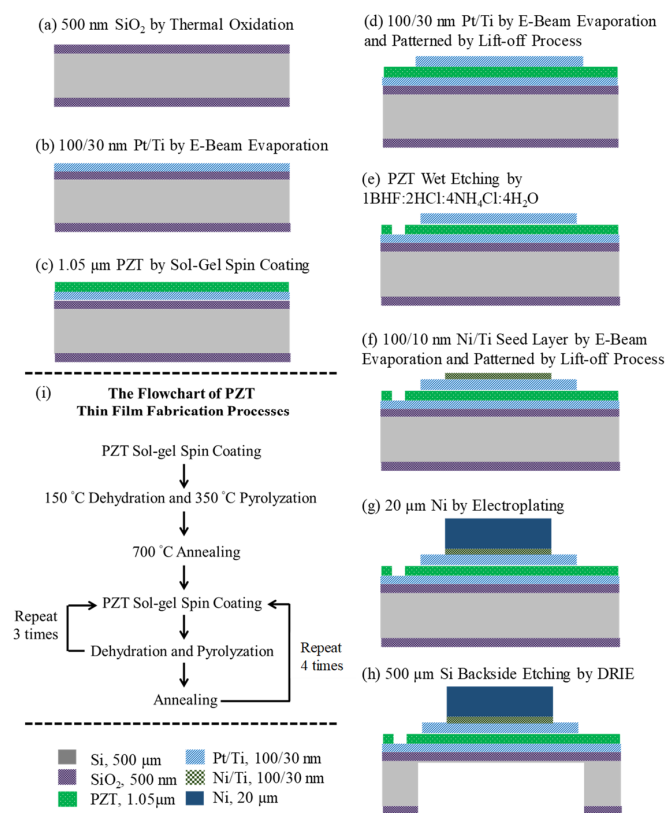 (a) 500 nm SiO₂ by Thermal Oxidation
(b) 100/30 nm Pt/Ti by E-Beam Evaporation
(c) 1.05 μm PZT by Sol-Gel Spin Coating
(i) The Flowchart of PZT
Thin Film Fabrication Processes
PZT Sol-gel Spin Coating
150 °C Dehydration and 350 °C Pyrolyzation
700 °C Annealing
PZT Sol-gel Spin Coating
Repeat
3 times
Dehydration and Pyrolyzation
Repeat
4 times
Annealing
Si, 500 μm
SiO₂, 500 nm
PZT, 1.05μm
Pt/Ti, 100/30 nm
Ni/Ti, 100/30 nm
Ni, 20 μm
(d) 100/30 nm Pt/Ti by E-Beam Evaporation
and Patterned by Lift-off Process
(e) PZT Wet Etching by
1BHF:2HCl:4NH₄Cl:4H₂O
(f) 100/10 nm Ni/Ti Seed Layer by E-Beam
Evaporation and Patterned by Lift-off Process
(g) 20 μm Ni by Electroplating
(h) 500 μm Si Backside Etching by DRIE